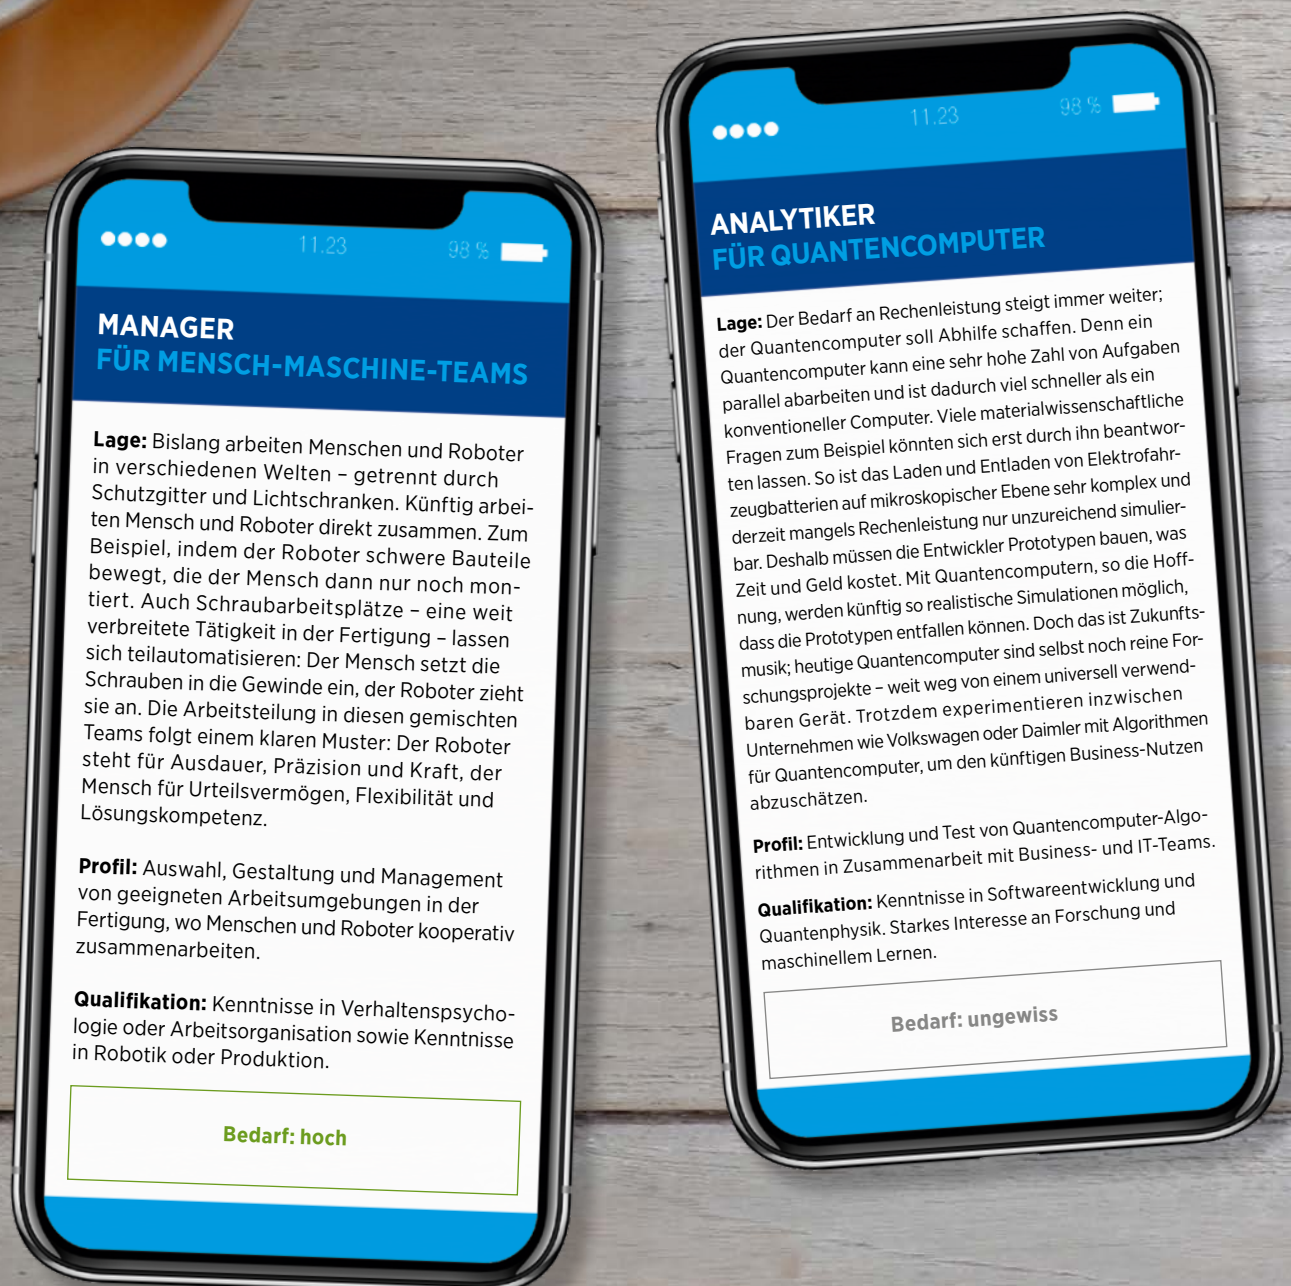 11.23
98 %
MANAGER
FÜR MENSCH-MASCHINE-TEAMS
Lage: Bislang arbeiten Menschen und Roboter
in verschiedenen Welten – getrennt durch
Schutzgitter und Lichtschranken. Künftig arbei-
ten Mensch und Roboter direkt zusammen. Zum
Beispiel, indem der Roboter schwere Bauteile
bewegt, die der Mensch dann nur noch mon-
tiert. Auch Schraubarbeitsplätze – eine weit
verbreitete Tätigkeit in der Fertigung – lassen
sich teilautomatisieren: Der Mensch setzt die
Schrauben in die Gewinde ein, der Roboter zieht
sie an. Die Arbeitsteilung in diesen gemischten
Teams folgt einem klaren Muster: Der Roboter
steht für Ausdauer, Präzision und Kraft, der
Mensch für Urteilsvermögen, Flexibilität und
Lösungskompetenz.
Profil: Auswahl, Gestaltung und Management
von geeigneten Arbeitsumgebungen in der
Fertigung, wo Menschen und Roboter kooperativ
zusammenarbeiten.
Qualifikation: Kenntnisse in Verhaltenspsycho-
logie oder Arbeitsorganisation sowie Kenntnisse
in Robotik oder Produktion.
Bedarf: hoch
11.23
98 %
ANALYTIKER
FÜR QUANTENCOMPUTER
Lage: Der Bedarf an Rechenleistung steigt immer weiter;
der Quantencomputer soll Abhilfe schaffen. Denn ein
Quantencomputer kann eine sehr hohe Zahl von Aufgaben
parallel abarbeiten und ist dadurch viel schneller als ein
konventioneller Computer. Viele materialwissenschaftliche
Fragen zum Beispiel könnten sich erst durch ihn beantwor-
ten lassen. So ist das Laden und Entladen von Elektrofahr-
zeugbatterien auf mikroskopischer Ebene sehr komplex und
derzeit mangels Rechenleistung nur unzureichend simulier-
bar. Deshalb müssen die Entwickler Prototypen bauen, was
Zeit und Geld kostet. Mit Quantencomputern, so die Hoff-
nung, werden künftig so realistische Simulationen möglich,
dass die Prototypen entfallen können. Doch das ist Zukunfts-
musik; heutige Quantencomputer sind selbst noch reine For-
schungsprojekte – weit weg von einem universell verwend-
baren Gerät. Trotzdem experimentieren inzwischen
Unternehmen wie Volkswagen oder Daimler mit Algorithmen
für Quantencomputer, um den künftigen Business-Nutzen
abzuschätzen.
Profil: Entwicklung und Test von Quantencomputer-Algo-
rithmen in Zusammenarbeit mit Business- und IT-Teams.
Qualifikation: Kenntnisse in Softwareentwicklung und
Quantenphysik. Starkes Interesse an Forschung und
maschinellem Lernen.
Bedarf: ungewiss